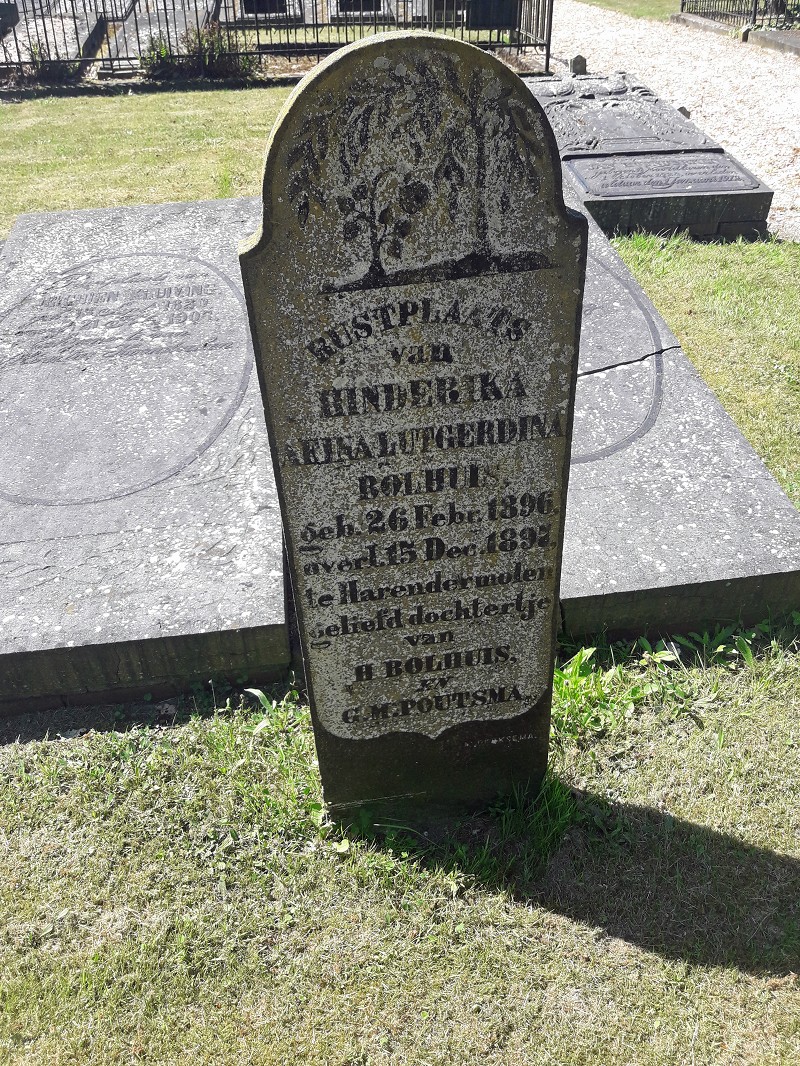 RUSTPLAATS
van
HINDERIKA
AEIKA LUTGERDINA
BOLHUIS,
geb. 26 Febr. 1896.
overl. 15 Dec. 1897.
te Harendermolen
geliefd dochtertje
van
H BOLHUIS,
EN
G.M. POUTSMA.